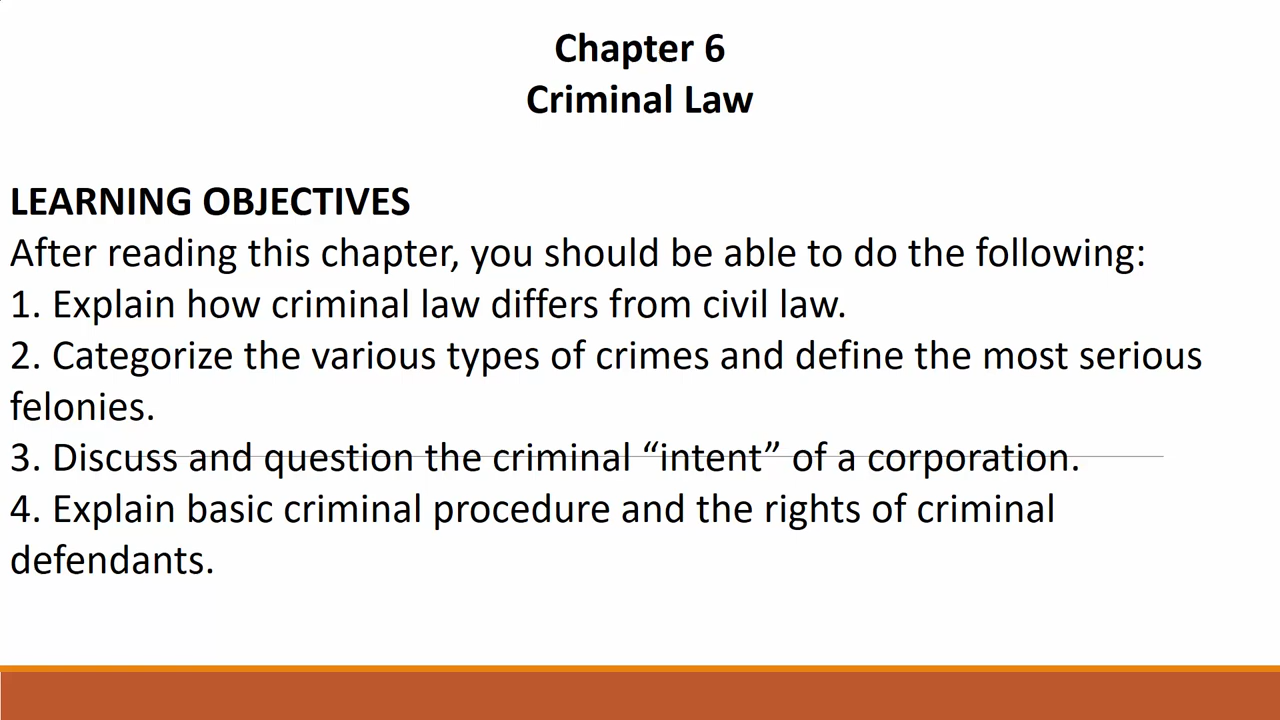 Chapter 6
Criminal Law
LEARNING OBJECTIVES
After reading this chapter, you should be able to do the following:
1. Explain how criminal law differs from civil law.
2. Categorize the various types of crimes and define the most serious
felonies.
3. Discuss and question the criminal “intent” of a corporation.
4. Explain basic criminal procedure and the rights of criminal
defendants.